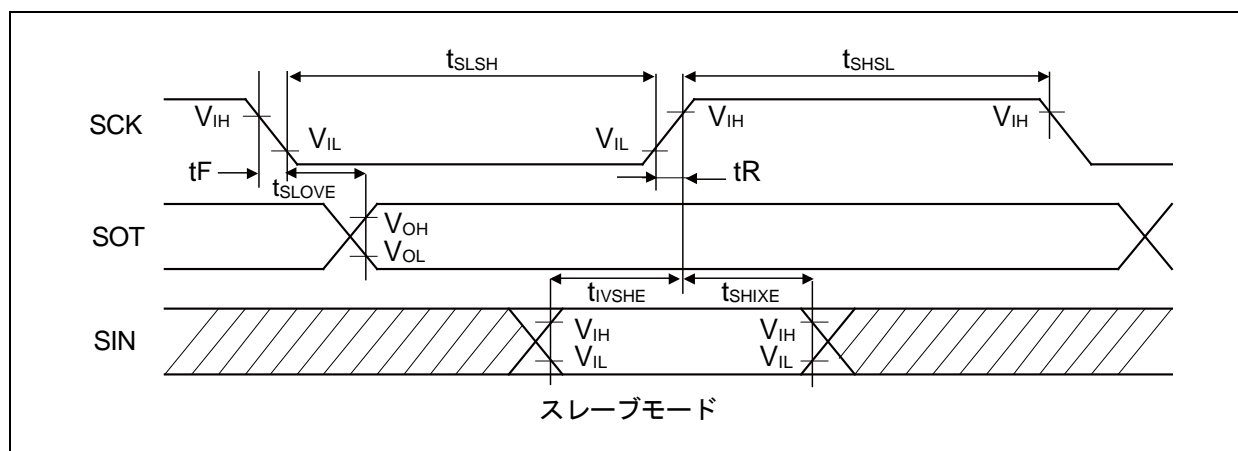 tSLSH
tSHSL
SCK
VIH
VIL
VIL
VIH
VIH
tF
tSLOVE
tR
SOT
VOH
VOL
tIVSHE
tSHIXE
SIN
VIH
VIL
VIH
VIL
スレーブモード